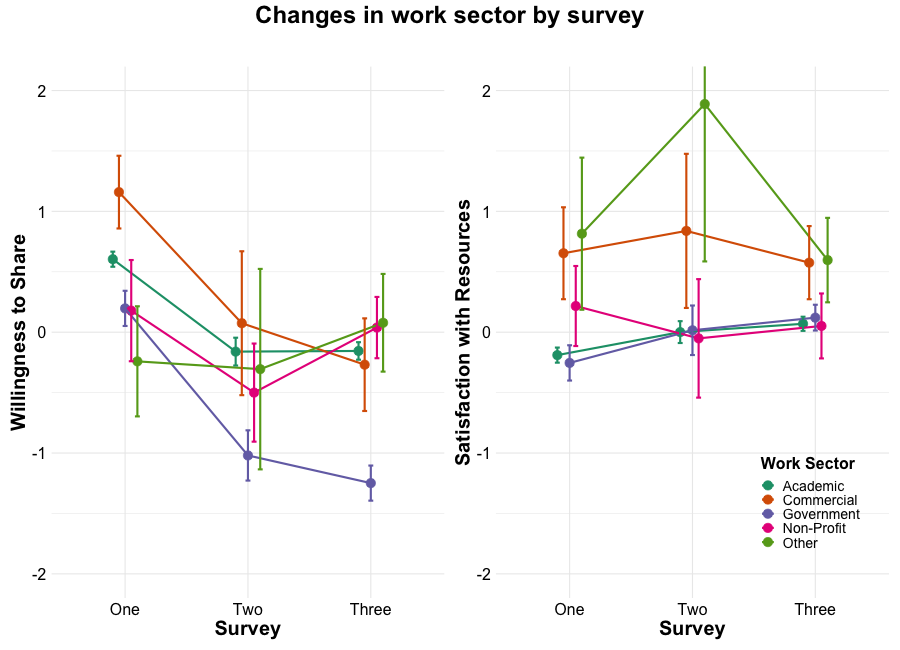 Changes in work sector by survey
Willingness to Share
2
1
0
-1
-2
One Two Three
Survey
Satisfaction with Resources
2
1
0
-1
-2
One Two Three
Survey
Work Sector
Academic
Commercial
Government
Non-Profit
Other